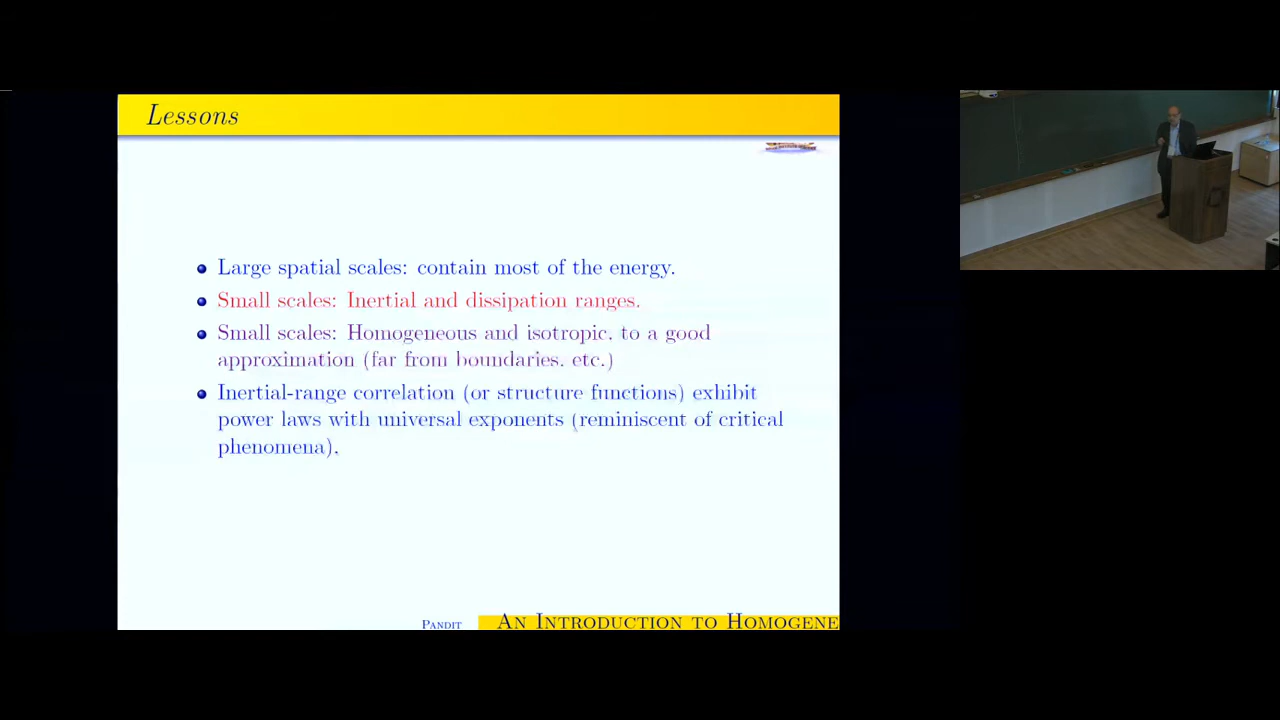 Lessons
Large spatial scales: contain most of the energy.
Small scales: Inertial and dissipation ranges.
Small scales: Homogeneous and isotropic, to a good
approximation (far from boundaries, etc.)
Inertial-range correlation (or structure functions) exhibit
power laws with universal exponents (reminiscent of critical
phenomena),
Pandit
An Introduction to Homogene